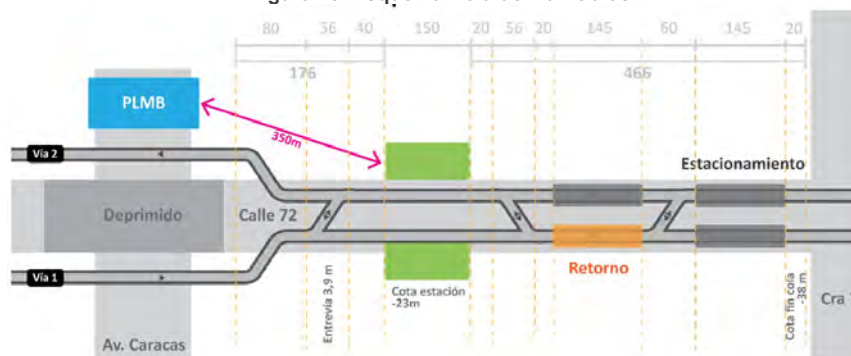 80
36
40
150
20
56
20
145
60
145
20
176
466
PLMB
350m
Vía 2
Estacionamiento
Deprimido
Calle 72
Vía 1
Entrevía 3,9 m
Cota estación
-23m
Retorno
Cota fin cola
-38 m
Av. Caracas
Cra